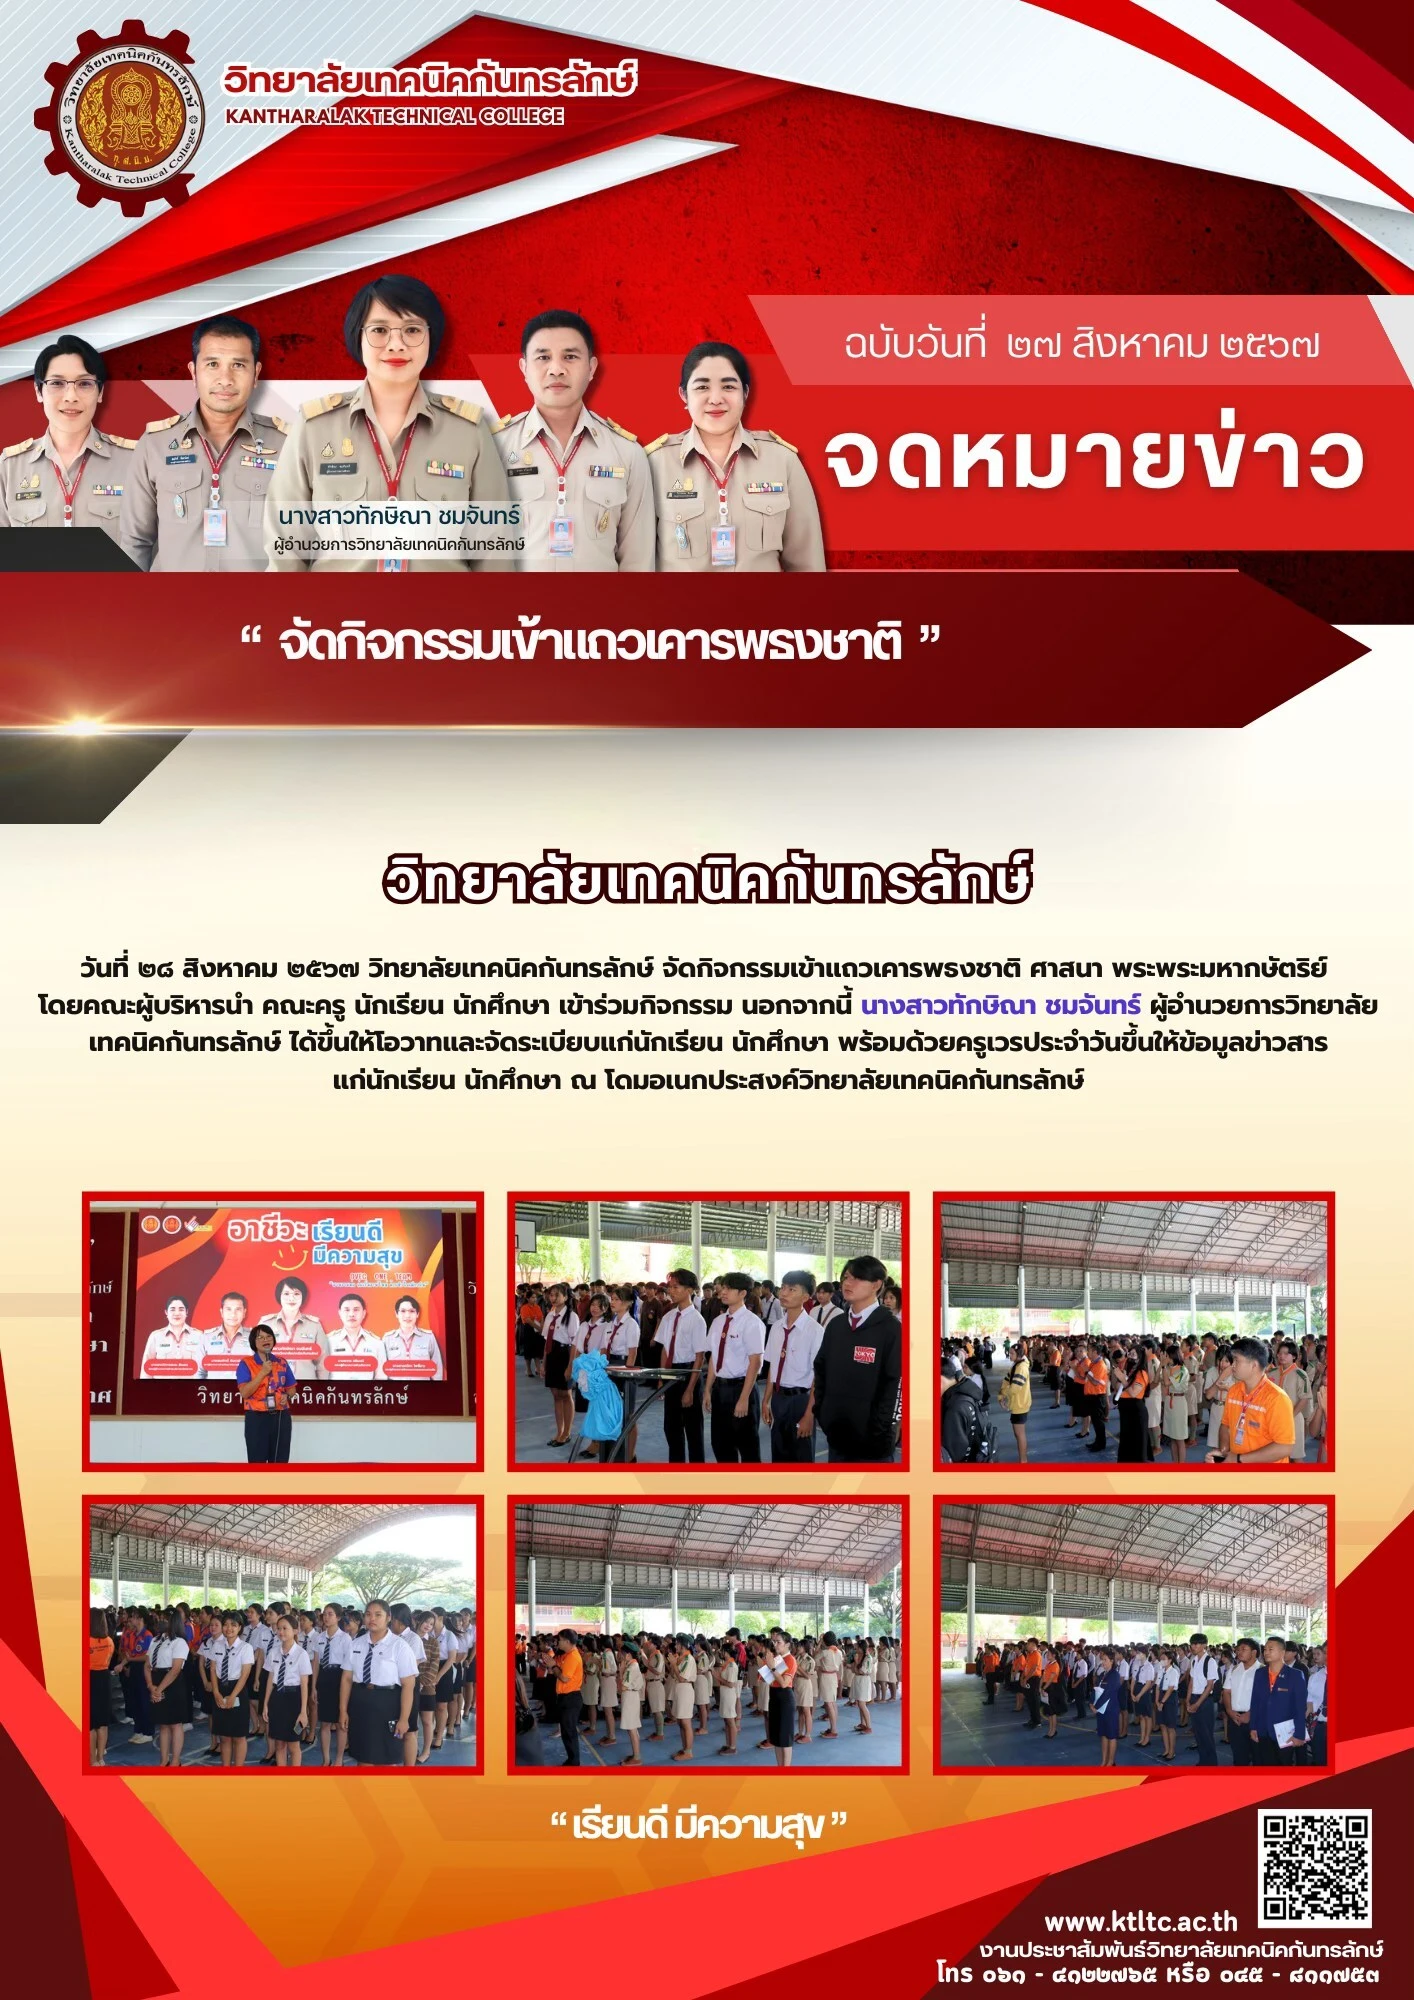 วิทยาลัยเทคนิคกันทรลักษ์
KANTHARALAK TECHNICAL COLLEGE
วิทยาลัยเทคนิคกันทรลักษ์
Kantharalak Technical College
ฉบับวันที่ ๒๗ สิงหาคม ๒๕๖๗
จดหมายข่าว
นางสาวทักษิณา ชมจันทร์
ผู้อำนวยการวิทยาลัยเทคนิคกันทรลักษ์
“ จัดกิจกรรมเข้าแถวเคารพธงชาติ ”
วิทยาลัยเทคนิคกันทรลักษ์
วันที่ ๒๘ สิงหาคม ๒๕๖๗ วิทยาลัยเทคนิคกันทรลักษ์ จัดกิจกรรมเข้าแถวเคารพธงชาติ ศาสนา พระพระมหากษัตริย์
โดยคณะผู้บริหารนำ คณะครู นักเรียน นักศึกษา เข้าร่วมกิจกรรม นอกจากนี้ นางสาวทักษิณา ชมจันทร์ ผู้อำนวยการวิทยาลัย
เทคนิคกันทรลักษ์ ได้ขึ้นให้โอวาทและจัดระเบียบแก่นักเรียน นักศึกษา พร้อมด้วยครูเวรประจำวันขึ้นให้ข้อมูลข่าวสาร
แก่นักเรียน นักศึกษา ณ โดมอเนกประสงค์วิทยาลัยเทคนิคกันทรลักษ์
อาชีวะ เรียนดี
มีความสุข
“ เรียนดี มีความสุข ”
www.ktltc.ac.th
งานประชาสัมพันธ์วิทยาลัยเทคนิคกันทรลักษ์
โทร ๐๖๑ - ๔๑๒๒๗๖๕ หรือ ๐๔๕ - ๘๑๑๗๕๓